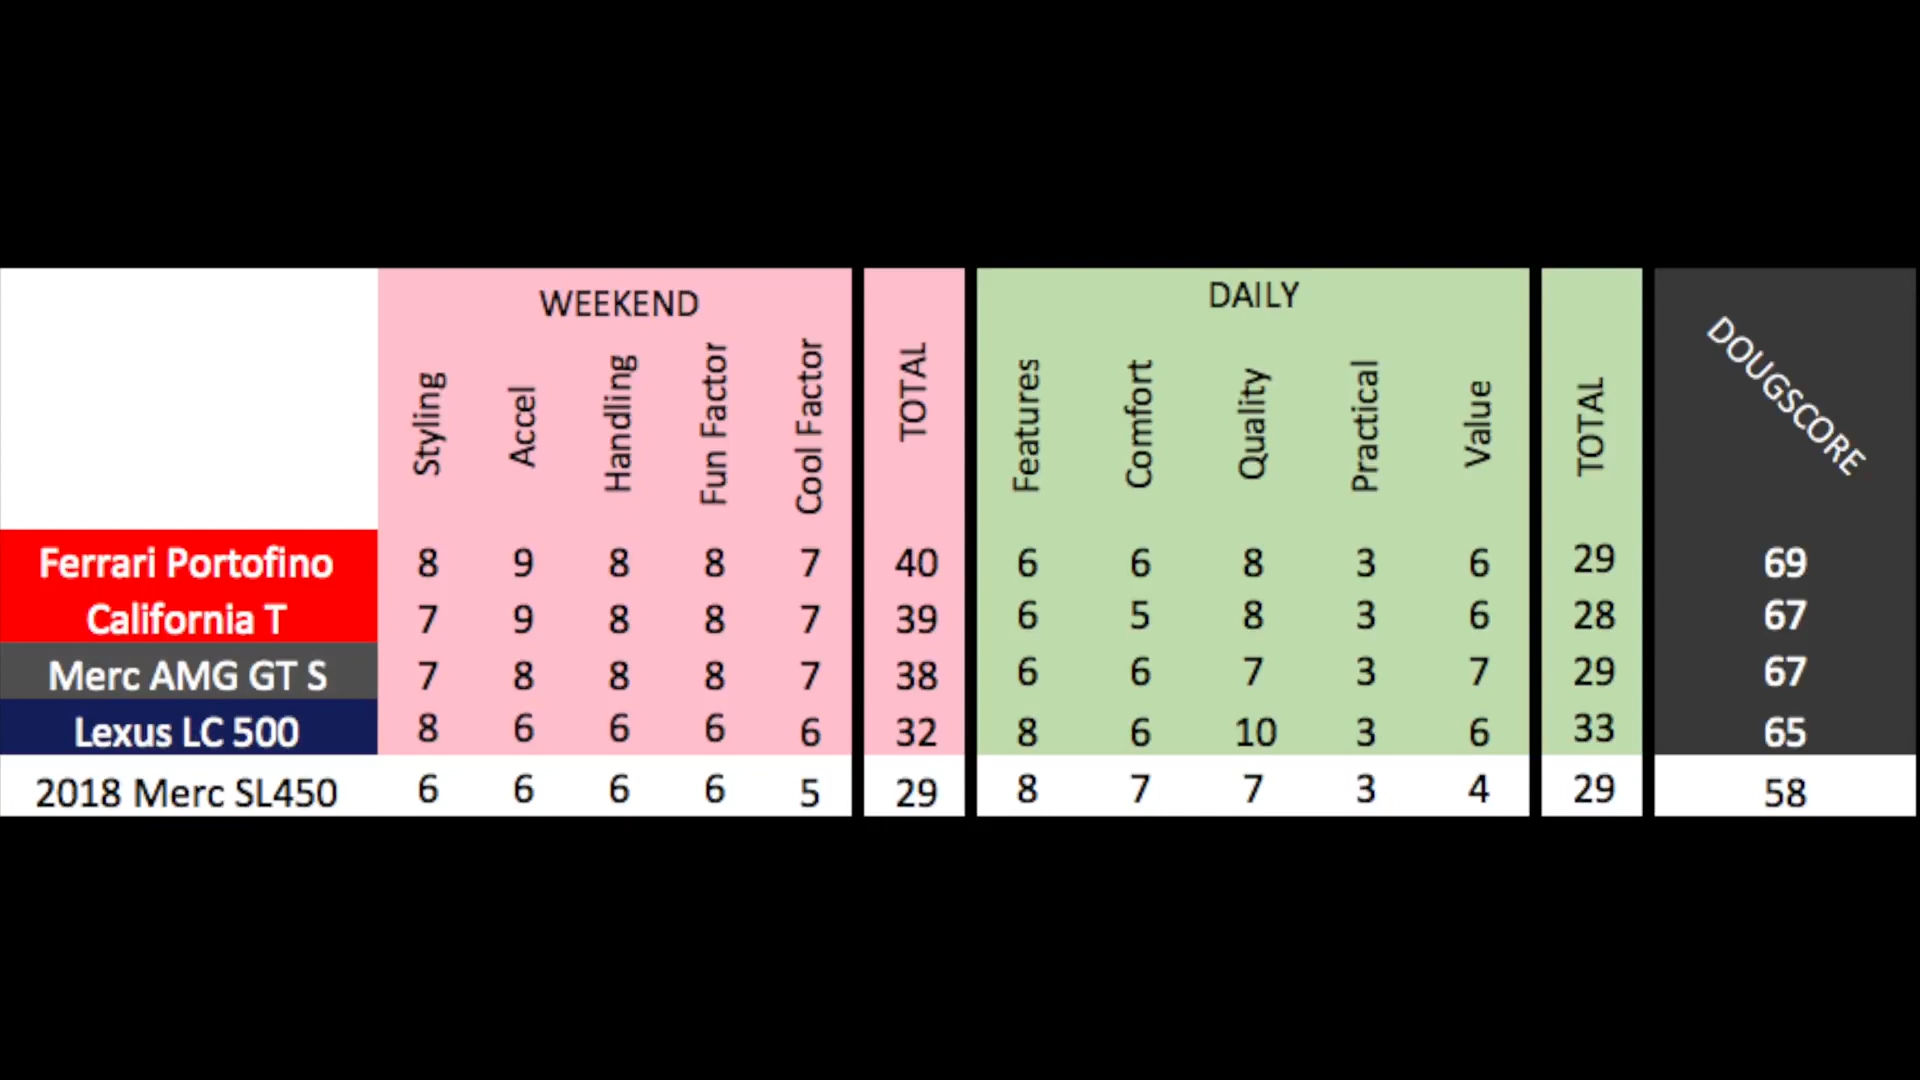 WEEKEND DAILY
Styling Accel Handling Fun Factor Cool Factor TOTAL Features Comfort Quality Practical Value TOTAL DOUGSCORE
Ferrari Portofino 8 9 8 8 7 40 6 6 8 3 6 29 69
California T 7 9 8 8 7 39 6 5 8 3 6 28 67
Merc AMG GT S 7 8 8 8 7 38 6 6 7 3 7 29 67
Lexus LC 500 8 6 6 6 6 32 8 6 10 3 6 33 65
2018 Merc SL450 6 6 6 6 5 29 8 7 7 3 4 29 58